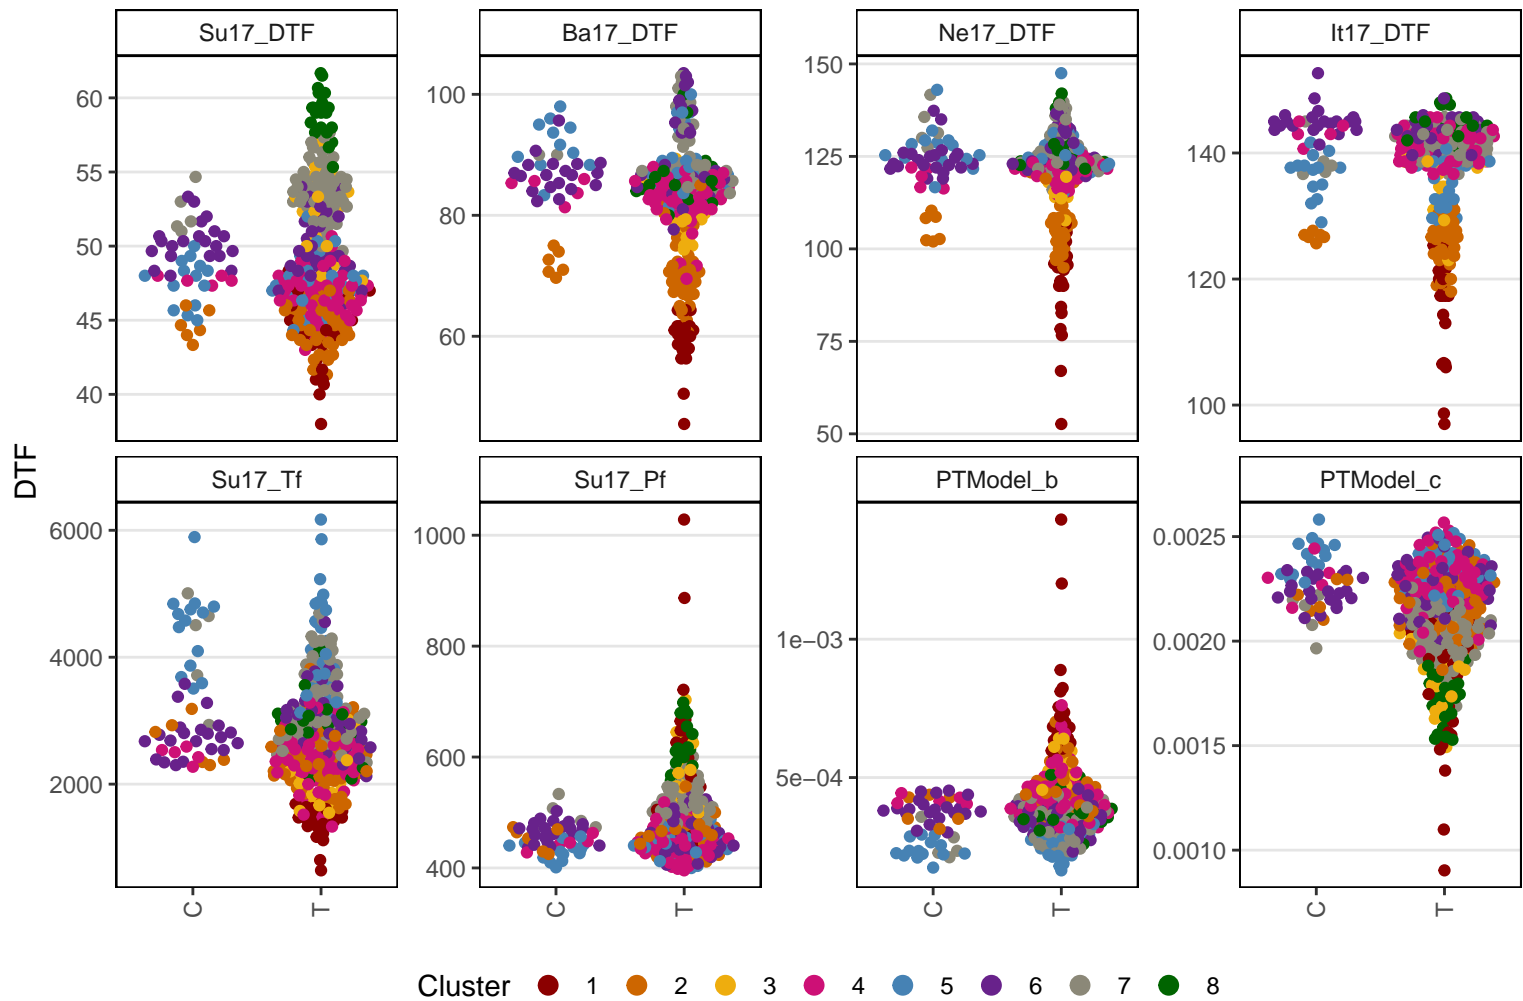 Su17_DTF
Ba17_DTF
Ne17_DTF
It17_DTF
60
55
50
45
40
100
80
60
150
125
100
75
50
140
120
100
DTF
Su17_Tf
Su17_Pf
PTModel_b
PTModel_c
6000
4000
2000
1000
800
600
400
1e−03
5e−04
0.0025
0.0020
0.0015
0.0010
C
T
C
T
C
T
C
T
Cluster 1 2 3 4 5 6 7 8